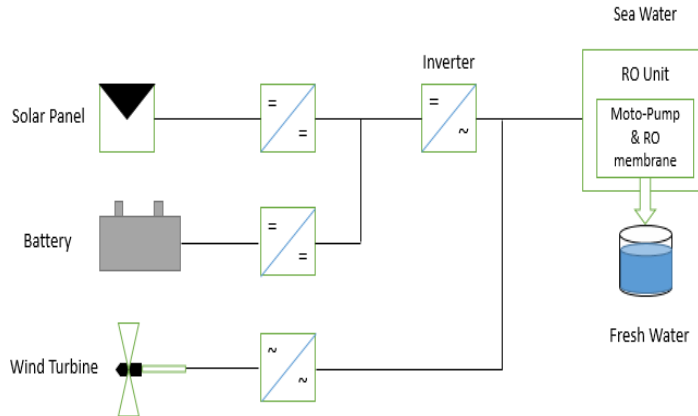 Sea Water
Inverter
RO Unit
Solar Panel
=
=
=
~
Moto-Pump
& RO
membrane
Battery
=
=
Fresh Water
Wind Turbine
~
~